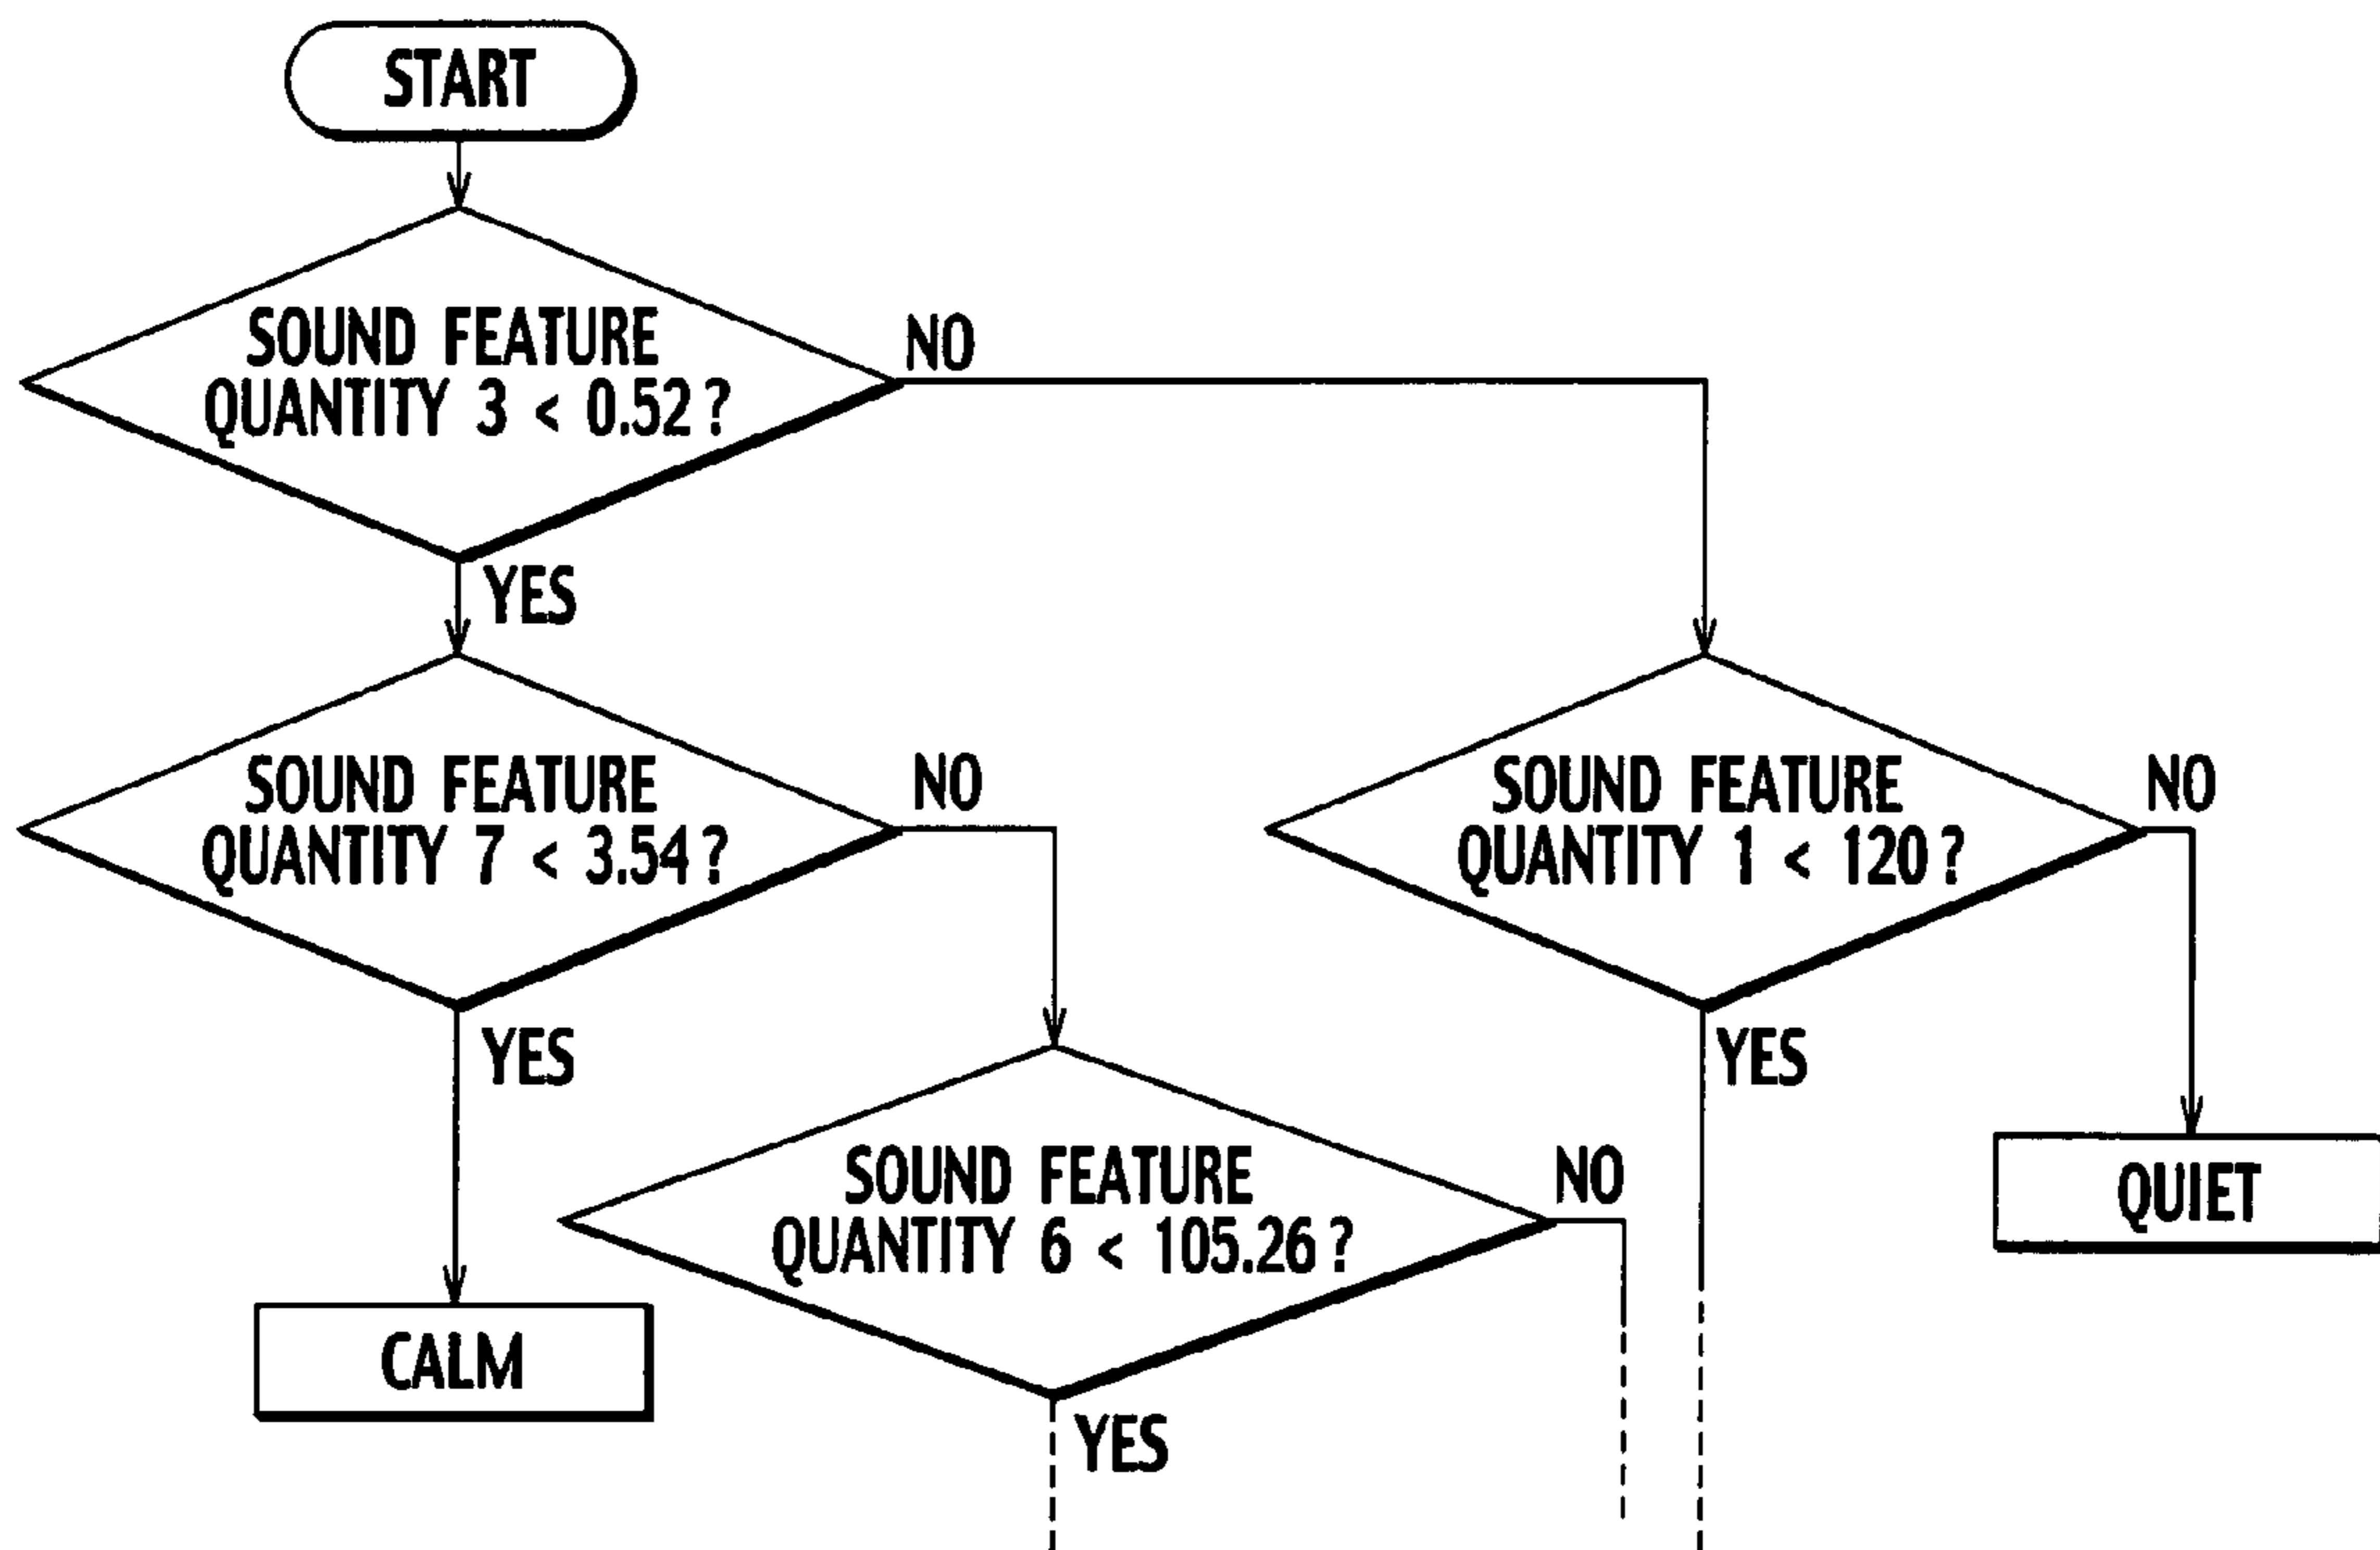 START
SOUND FEATURE
QUANTITY 3 < 0.52 ?
NO
YES
SOUND FEATURE
QUANTITY 7 < 3.54 ?
NO
YES
SOUND FEATURE
QUANTITY 1 < 120 ?
NO
YES
SOUND FEATURE
QUANTITY 6 < 105.26 ?
NO
YES
QUIET
CALM